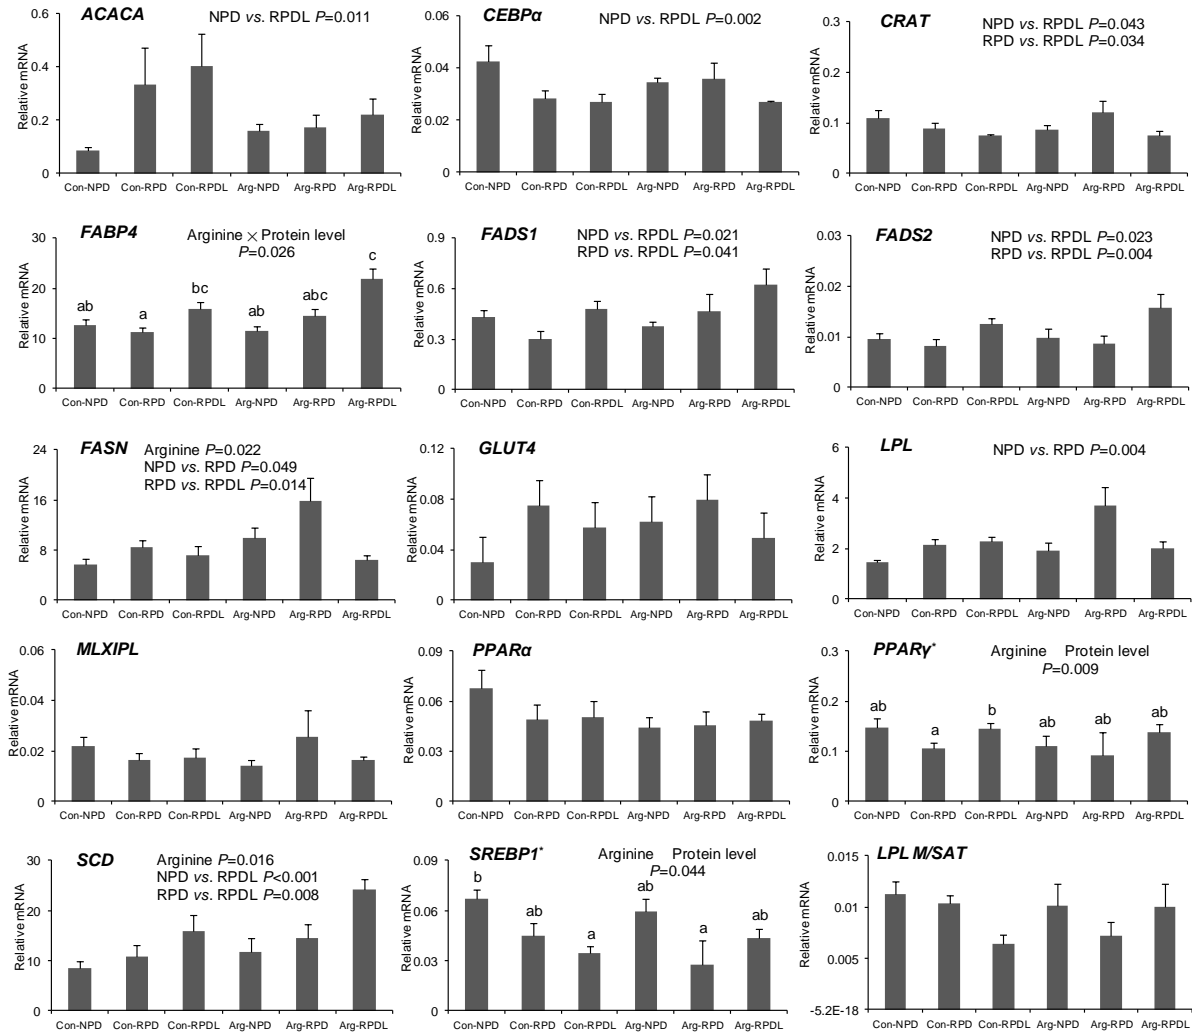 ACACA
NPD vs. RPDL P=0.011
Relative mRNA
0.6
0.4
0.2
0
Con-NPD Con-RPD Con-RPDL Arg-NPD Arg-RPD Arg-RPDL
CEBPα
NPD vs. RPDL P=0.002
Relative mRNA
0.06
0.04
0.02
0
Con-NPD Con-RPD Con-RPDL Arg-NPD Arg-RPD Arg-RPDL
CRAT
NPD vs. RPDL P=0.043
RPD vs. RPDL P=0.034
Relative mRNA
0.3
0.2
0.1
0
Con-NPD Con-RPD Con-RPDL Arg-NPD Arg-RPD Arg-RPDL
FABP4
Arginine × Protein level
P=0.026
Relative mRNA
30
20
10
0
ab a bc ab abc c
Con-NPD Con-RPD Con-RPDL Arg-NPD Arg-RPD Arg-RPDL
FADS1
NPD vs. RPDL P=0.021
RPD vs. RPDL P=0.041
Relative mRNA
0.9
0.6
0.3
0
Con-NPD Con-RPD Con-RPDL Arg-NPD Arg-RPD Arg-RPDL
FADS2
NPD vs. RPDL P=0.023
RPD vs. RPDL P=0.004
Relative mRNA
0.03
0.02
0.01
0
Con-NPD Con-RPD Con-RPDL Arg-NPD Arg-RPD Arg-RPDL
FASN
Arginine P=0.022
NPD vs. RPD P=0.049
RPD vs. RPDL P=0.014
Relative mRNA
24
16
8
0
Con-NPD Con-RPD Con-RPDL Arg-NPD Arg-RPD Arg-RPDL
GLUT4
Relative mRNA
0.12
0.08
0.04
0
Con-NPD Con-RPD Con-RPDL Arg-NPD Arg-RPD Arg-RPDL
LPL
NPD vs. RPD P=0.004
Relative mRNA
6
4
2
0
Con-NPD Con-RPD Con-RPDL Arg-NPD Arg-RPD Arg-RPDL
MLXIPL
Relative mRNA
0.06
0.04
0.02
0
Con-NPD Con-RPD Con-RPDL Arg-NPD Arg-RPD Arg-RPDL
PPARα
Relative mRNA
0.09
0.06
0.03
0
Con-NPD Con-RPD Con-RPDL Arg-NPD Arg-RPD Arg-RPDL
PPARγ*
Arginine Protein level
P=0.009
Relative mRNA
0.3
0.2
0.1
0
ab a b ab ab ab
Con-NPD Con-RPD Con-RPDL Arg-NPD Arg-RPD Arg-RPDL
SCD
Arginine P=0.016
NPD vs. RPDL P<0.001
RPD vs. RPDL P=0.008
Relative mRNA
30
20
10
0
Con-NPD Con-RPD Con-RPDL Arg-NPD Arg-RPD Arg-RPDL
SREBP1*
Arginine Protein level
P=0.044
Relative mRNA
0.09
0.06
0.03
0
b ab a ab a ab
Con-NPD Con-RPD Con-RPDL Arg-NPD Arg-RPD Arg-RPDL
LPL M/SAT
Relative mRNA
0.015
0.01
0.005
-5.2E-18
Con-NPD Con-RPD Con-RPDL Arg-NPD Arg-RPD Arg-RPDL